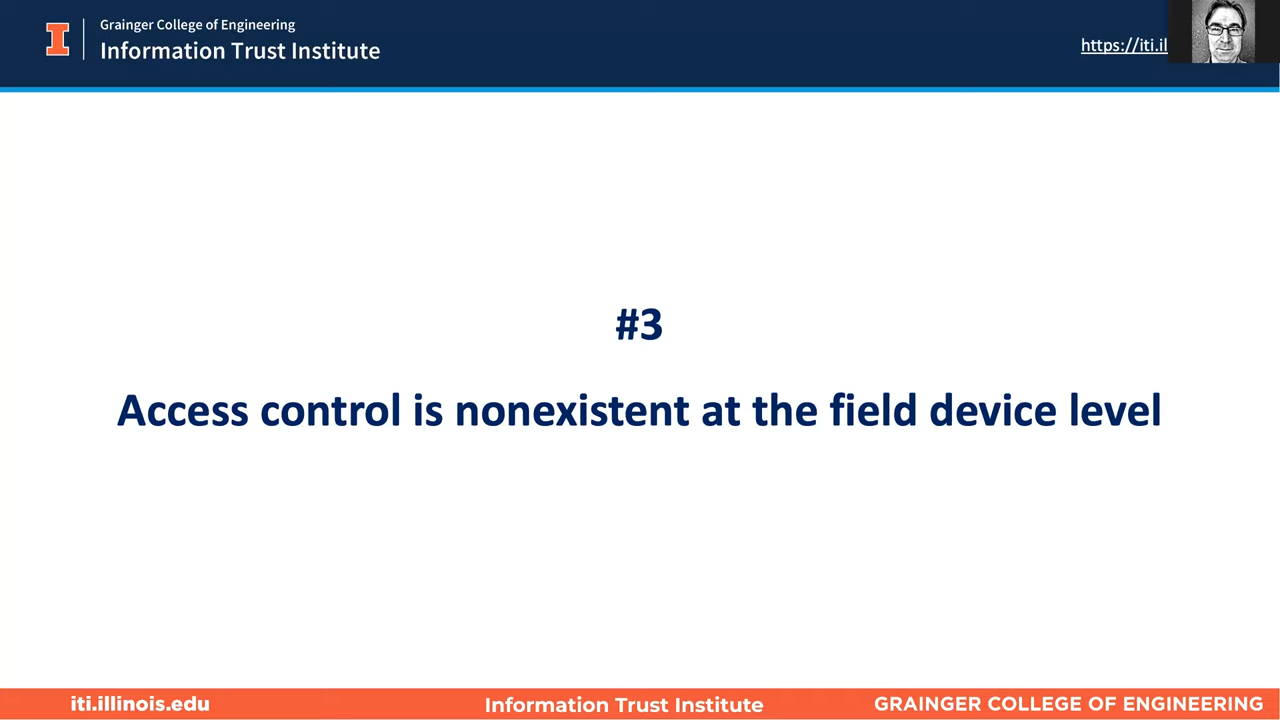 Grainger College of Engineering
Information Trust Institute
https://iti.il
#3
Access control is nonexistent at the field device level
iti.illinois.edu
Information Trust Institute
GRAINGER COLLEGE OF ENGINEERING